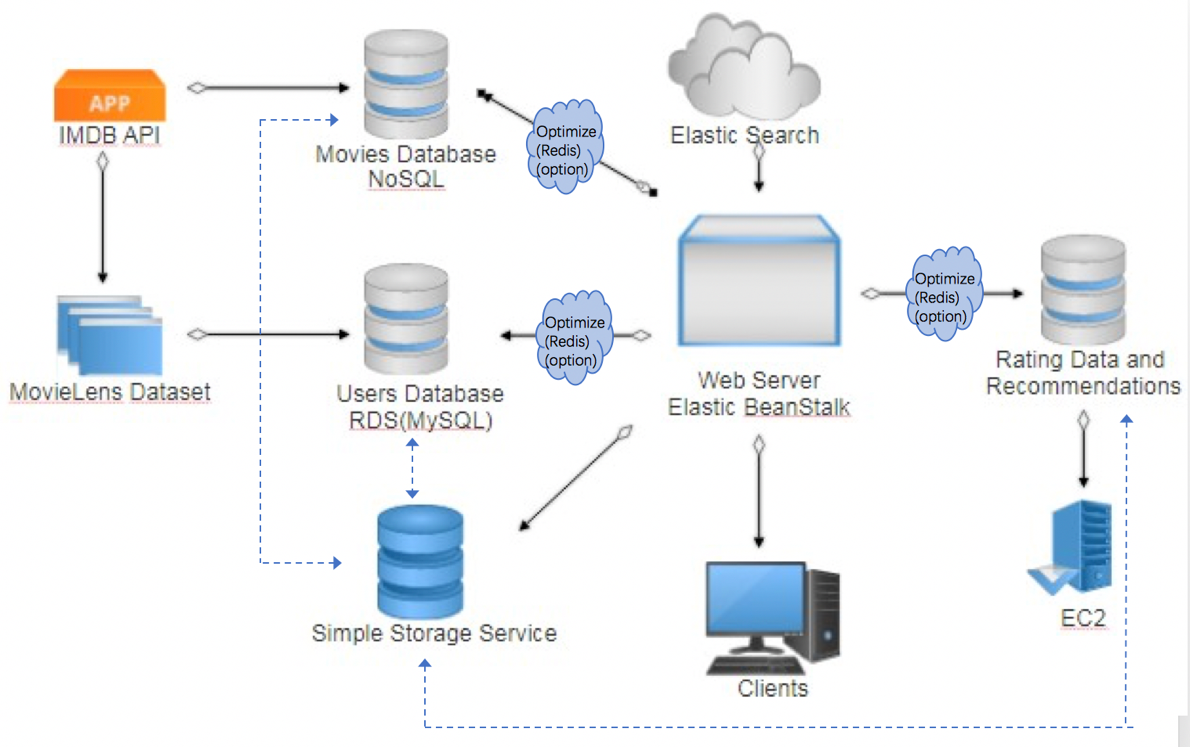 APP
IMDB API
Movies Database
NoSQL
Optimize
(Redis)
(option)
Elastic Search
MovieLens Dataset
Users Database
RDS(MySQL)
Optimize
(Redis)
(option)
Web Server
Elastic BeanStalk
Optimize
(Redis)
(option)
Rating Data and
Recommendations
Simple Storage Service
Clients
EC2